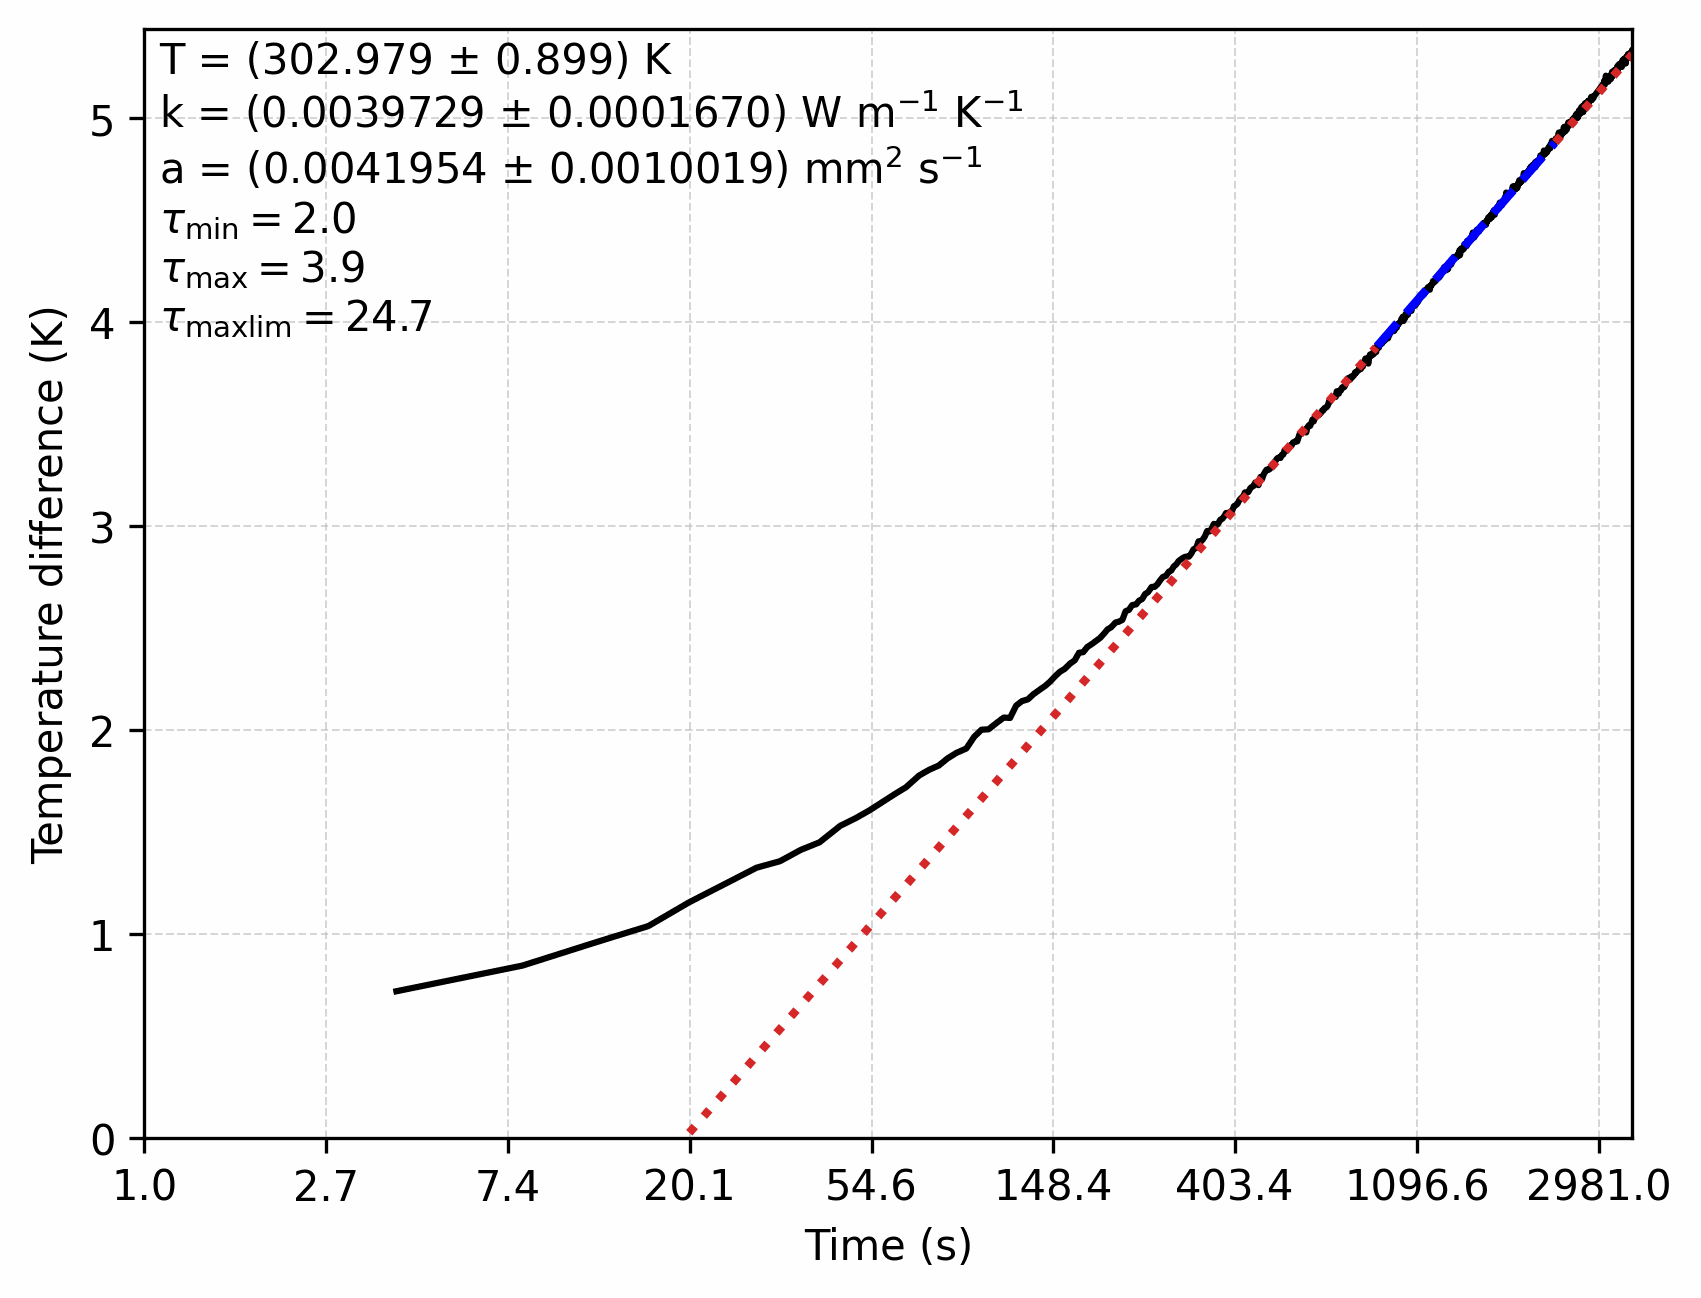 T = (302.979 ± 0.899) K
k = (0.0039729 ± 0.0001670) W m⁻¹ K⁻¹
a = (0.0041954 ± 0.0010019) mm² s⁻¹
τmin = 2.0
τmax = 3.9
τmaxlim = 24.7
Temperature difference (K)
5
4
3
2
1
0
1.0 2.7 7.4 20.1 54.6 148.4 403.4 1096.6 2981.0
Time (s)